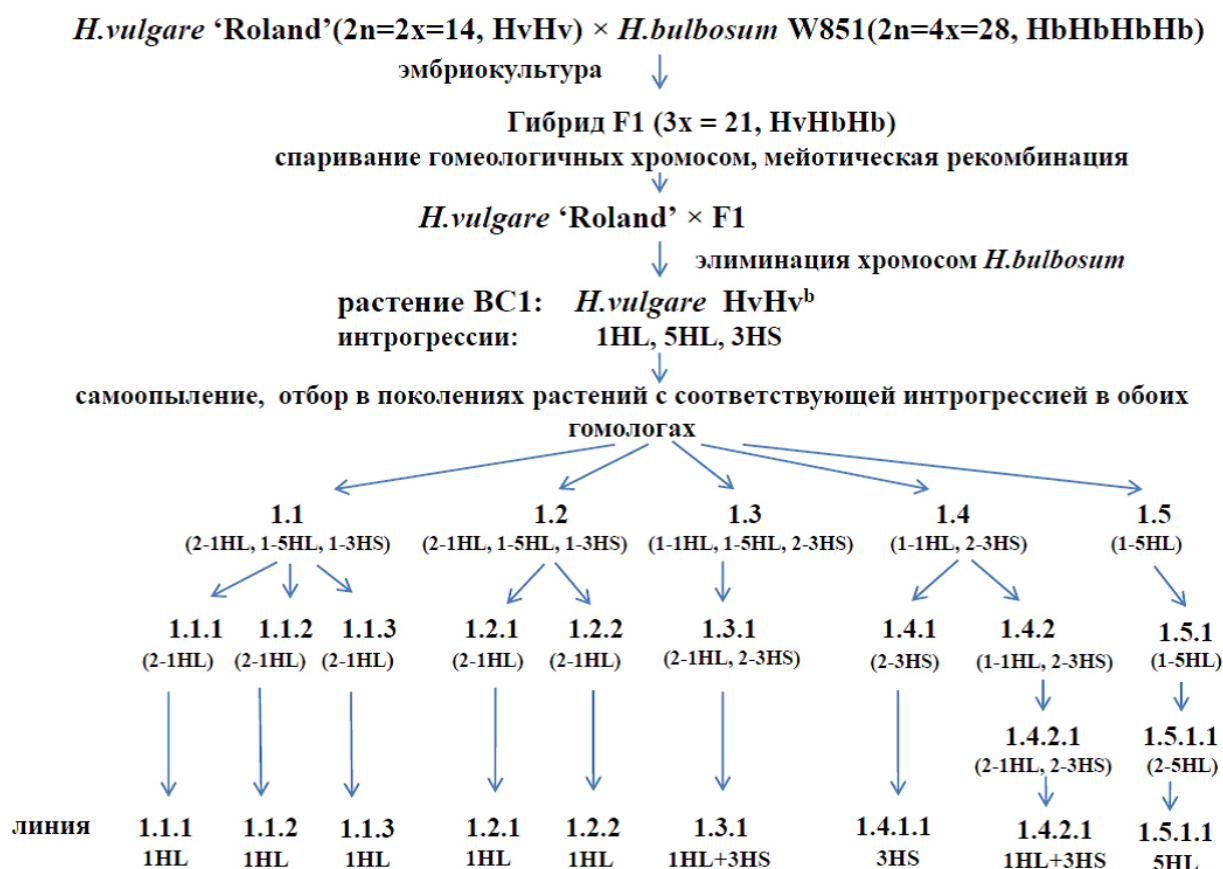 H.vulgare ‘Roland’(2n=2x=14, HvHv) × H.bulbosum W851(2n=4x=28, HbHbHbHb)
эмбриокультура
Гибрид F1 (3x = 21, HvHbHb)
спаривание гомеологичных хромосом, мейотическая рекомбинация
H.vulgare ‘Roland’ × F1
элиминация хромосом H.bulbosum
растение BC1: H.vulgare HvHvᵇ
интрогрессии: 1HL, 5HL, 3HS
самоопыление, отбор в поколениях растений с соответствующей интрогрессией в обоих
гомологах
1.1 1.2 1.3 1.4 1.5
(2-1HL, 1-5HL, 1-3HS) (2-1HL, 1-5HL, 1-3HS) (1-1HL, 1-5HL, 2-3HS) (1-1HL, 2-3HS) (1-5HL)
1.1.1 1.1.2 1.1.3 1.2.1 1.2.2 1.3.1 1.4.1 1.4.2 1.5.1
(2-1HL) (2-1HL) (2-1HL) (2-1HL) (2-1HL) (2-1HL, 2-3HS) (2-3HS) (1-1HL, 2-3HS) (1-5HL)
1.4.2.1 1.5.1.1
(2-1HL, 2-3HS) (2-5HL)
линия 1.1.1 1.1.2 1.1.3 1.2.1 1.2.2 1.3.1 1.4.1.1 1.4.2.1 1.5.1.1
1HL 1HL 1HL 1HL 1HL 1HL+3HS 3HS 1HL+3HS 5HL